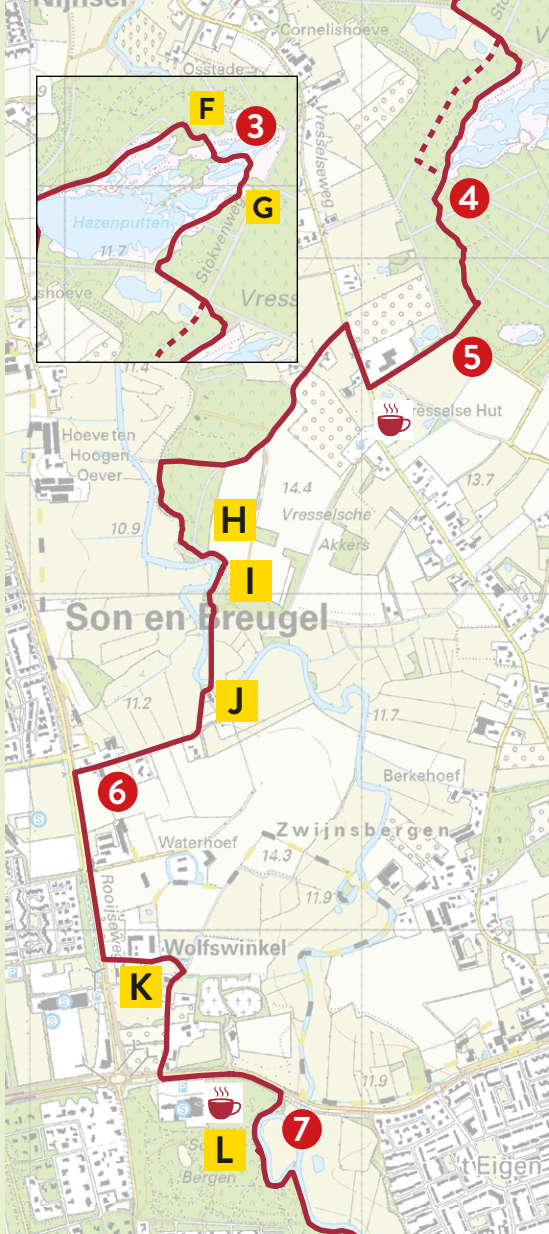 Nijnsel
Cornelishoeve
Osstade
F
3
Vresselseweg
G
Hazenputten
11.7
Stokvenweg
shoeve
Vress
4
5
11.4
resselse Hut
Hoeve ten
Hoogen
Oever
13.7
14.4
Vresselsche
Akkers
H
10.9
I
Son en Breugel
J
11.2
11.7
6
Berkehoef
Zwijnsbergen
Waterhoef
14.3
11.9
Rooijseweg
Wolfswinkel
K
11.9
7
L
Bergen
't Eigen